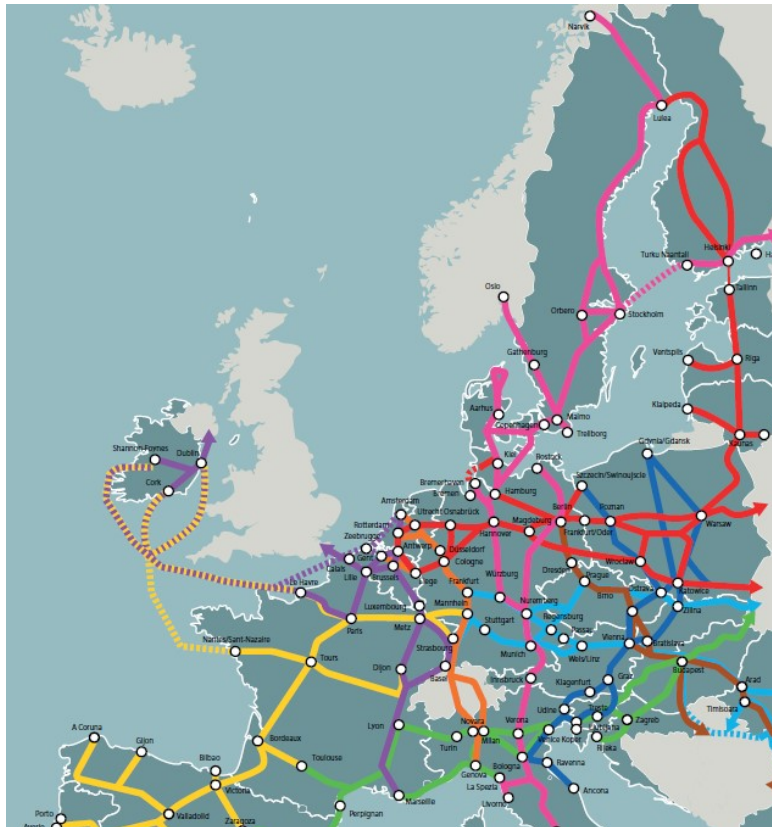 Narvik
Lulea
Turku Naantali
Helsinki
Tallinn
Oslo
Orbero
Stockholm
Gothenburg
Ventspils
Riga
Aarhus
Copenhagen
Malmo
Trelleborg
Klaipeda
Kaunas
Gdynia/Gdansk
Shannon-Foynes
Dublin
Cork
Kiel
Rostock
Szczecin/Swinoujscie
Bremerhaven
Bremen
Hamburg
Amsterdam
Utrecht Osnabrück
Rotterdam
Zeebrugge
Antwerp
Hannover
Magdeburg
Berlin
Frankfurt/Oder
Poznan
Warsaw
Calais
Gent
Lille
Brussels
Liege
Düsseldorf
Cologne
Frankfurt
Dresden
Wroclaw
Katowice
Le Havre
Luxembourg
Mannheim
Würzburg
Prague
Brno
Ostrava
Zilina
Paris
Metz
Stuttgart
Nuremberg
Regensburg
Passau
Nantes/Sant-Nazaire
Tours
Strasbourg
Munich
Wels/Linz
Vienna
Bratislava
Dijon
Basel
Innsbruck
Klagenfurt
Graz
Budapest
Arad
Timisoara
Lyon
Novara
Turin
Milan
Verona
Udine
Trieste
Ljubljana
Venice Koper
Rijeka
Zagreb
A Coruna
Gijon
Bilbao
Bordeaux
Toulouse
Genova
Bologna
Ravenna
La Spezia
Livorno
Ancona
Victoria
Marseille
Perpignan
Porto
Valladolid
Zaragoza